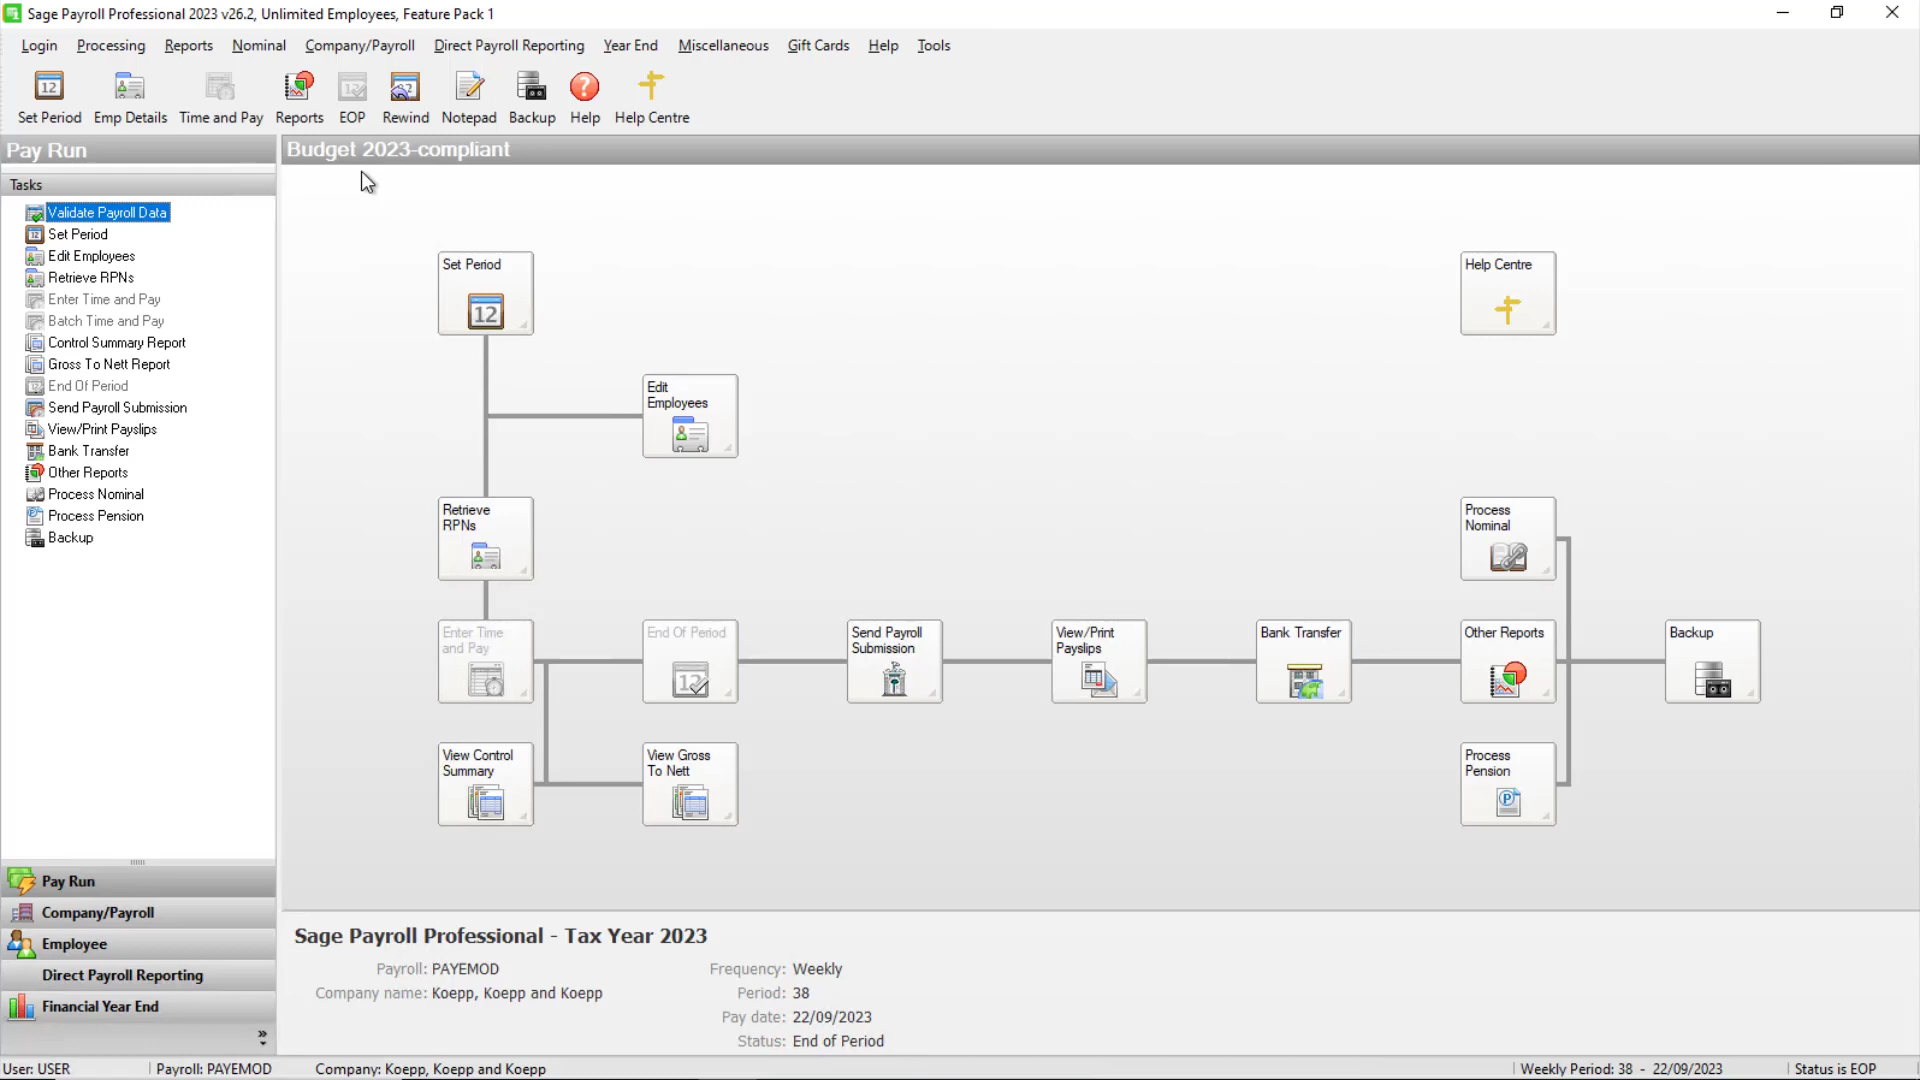 Sage Payroll Professional 2023 v26.2, Unlimited Employees, Feature Pack 1
Login Processing Reports Nominal Company/Payroll Direct Payroll Reporting Year End Miscellaneous Gift Cards Help Tools
Set Period Emp Details Time and Pay Reports EOP Rewind Notepad Backup Help Help Centre
Pay Run
Budget 2023-compliant
Tasks
Validate Payroll Data
Set Period
Edit Employees
Retrieve RPNs
Enter Time and Pay
Batch Time and Pay
Control Summary Report
Gross To Nett Report
End Of Period
Send Payroll Submission
View/Print Payslips
Bank Transfer
Other Reports
Process Nominal
Process Pension
Backup
Set Period
12
Help Centre
Edit
Employees
Retrieve
RPNs
Process
Nominal
Enter Time
and Pay
End Of Period
12
Send Payroll
Submission
View/Print
Payslips
Bank Transfer
Other Reports
Backup
View Control
Summary
View Gross
To Nett
Process
Pension
P
Pay Run
Company/Payroll
Employee
Direct Payroll Reporting
Financial Year End
Sage Payroll Professional - Tax Year 2023
Payroll: PAYEMOD
Company name: Koepp, Koepp and Koepp
Frequency: Weekly
Period: 38
Pay date: 22/09/2023
Status: End of Period
User: USER Payroll: PAYEMOD Company: Koepp, Koepp and Koepp Weekly Period: 38 - 22/09/2023 Status is EOP